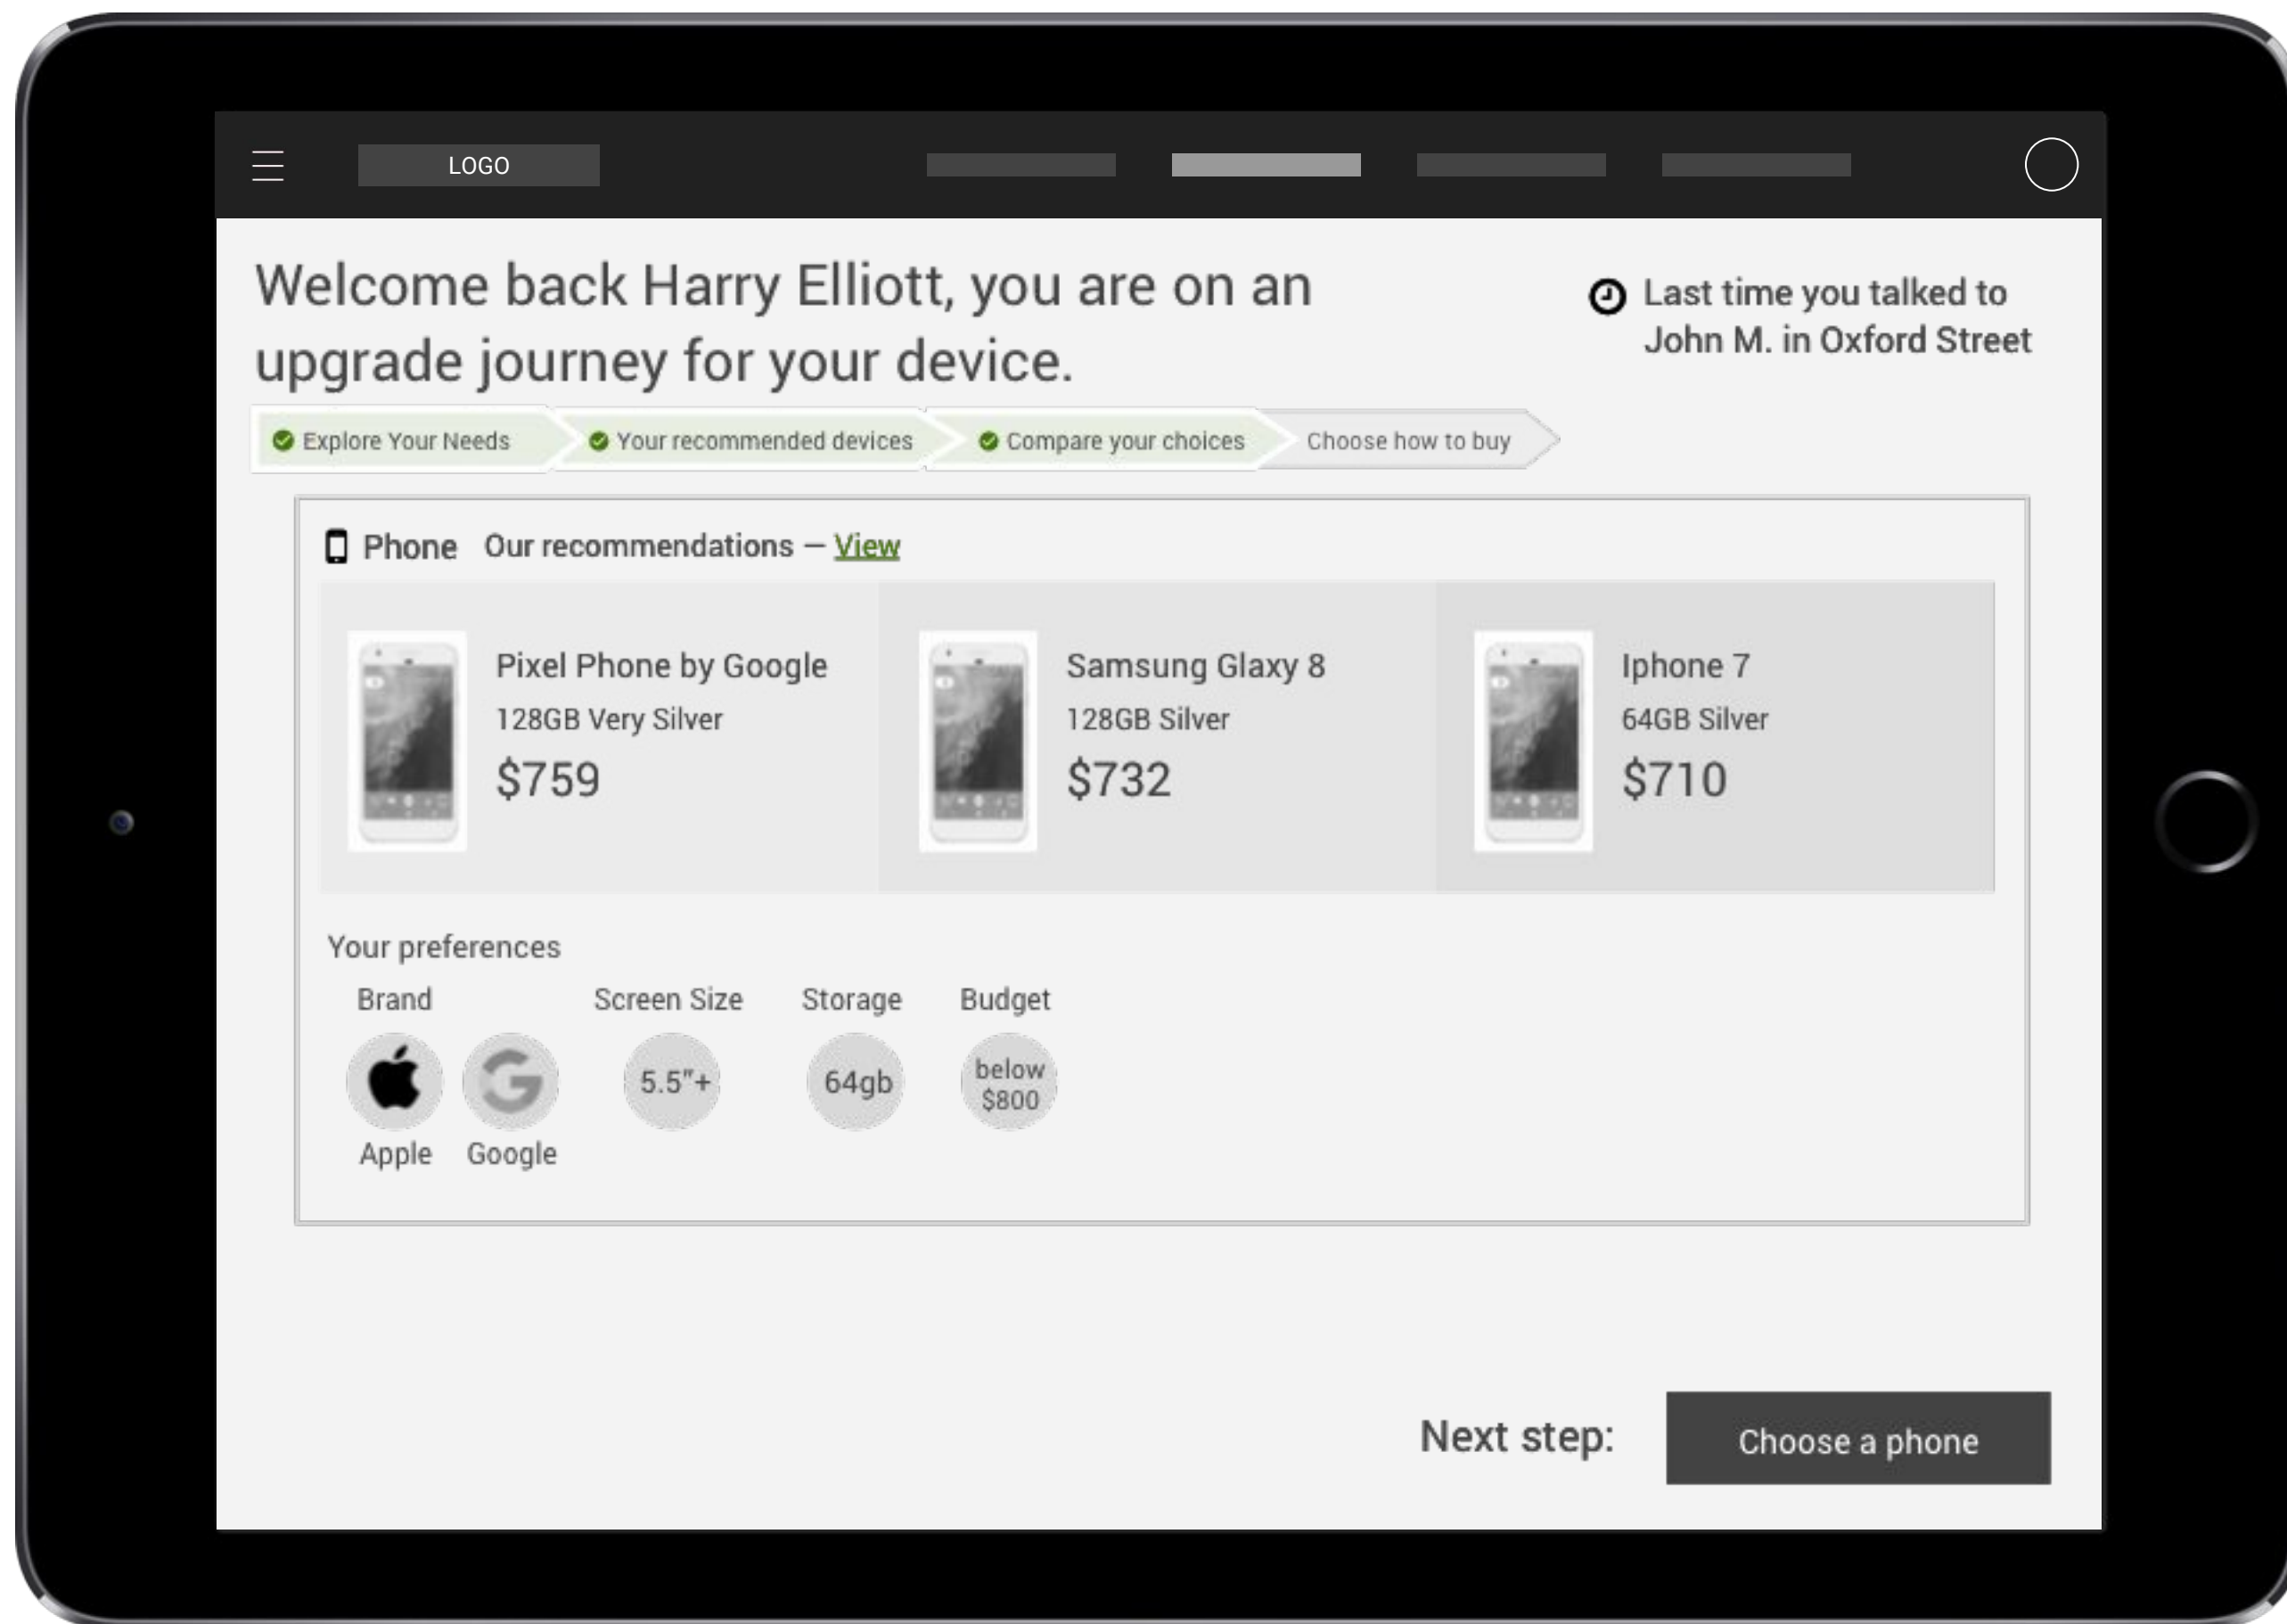 LOGO
Welcome back Harry Elliott, you are on an
upgrade journey for your device.
Last time you talked to
John M. in Oxford Street
Explore Your Needs
Your recommended devices
Compare your choices
Choose how to buy
Phone Our recommendations – View
Pixel Phone by Google
128GB Very Silver
$759
Samsung Glaxy 8
128GB Silver
$732
Iphone 7
64GB Silver
$710
Your preferences
Brand
Screen Size
Storage
Budget
5.5"+
64gb
below
$800
Apple
Google
Next step:
Choose a phone